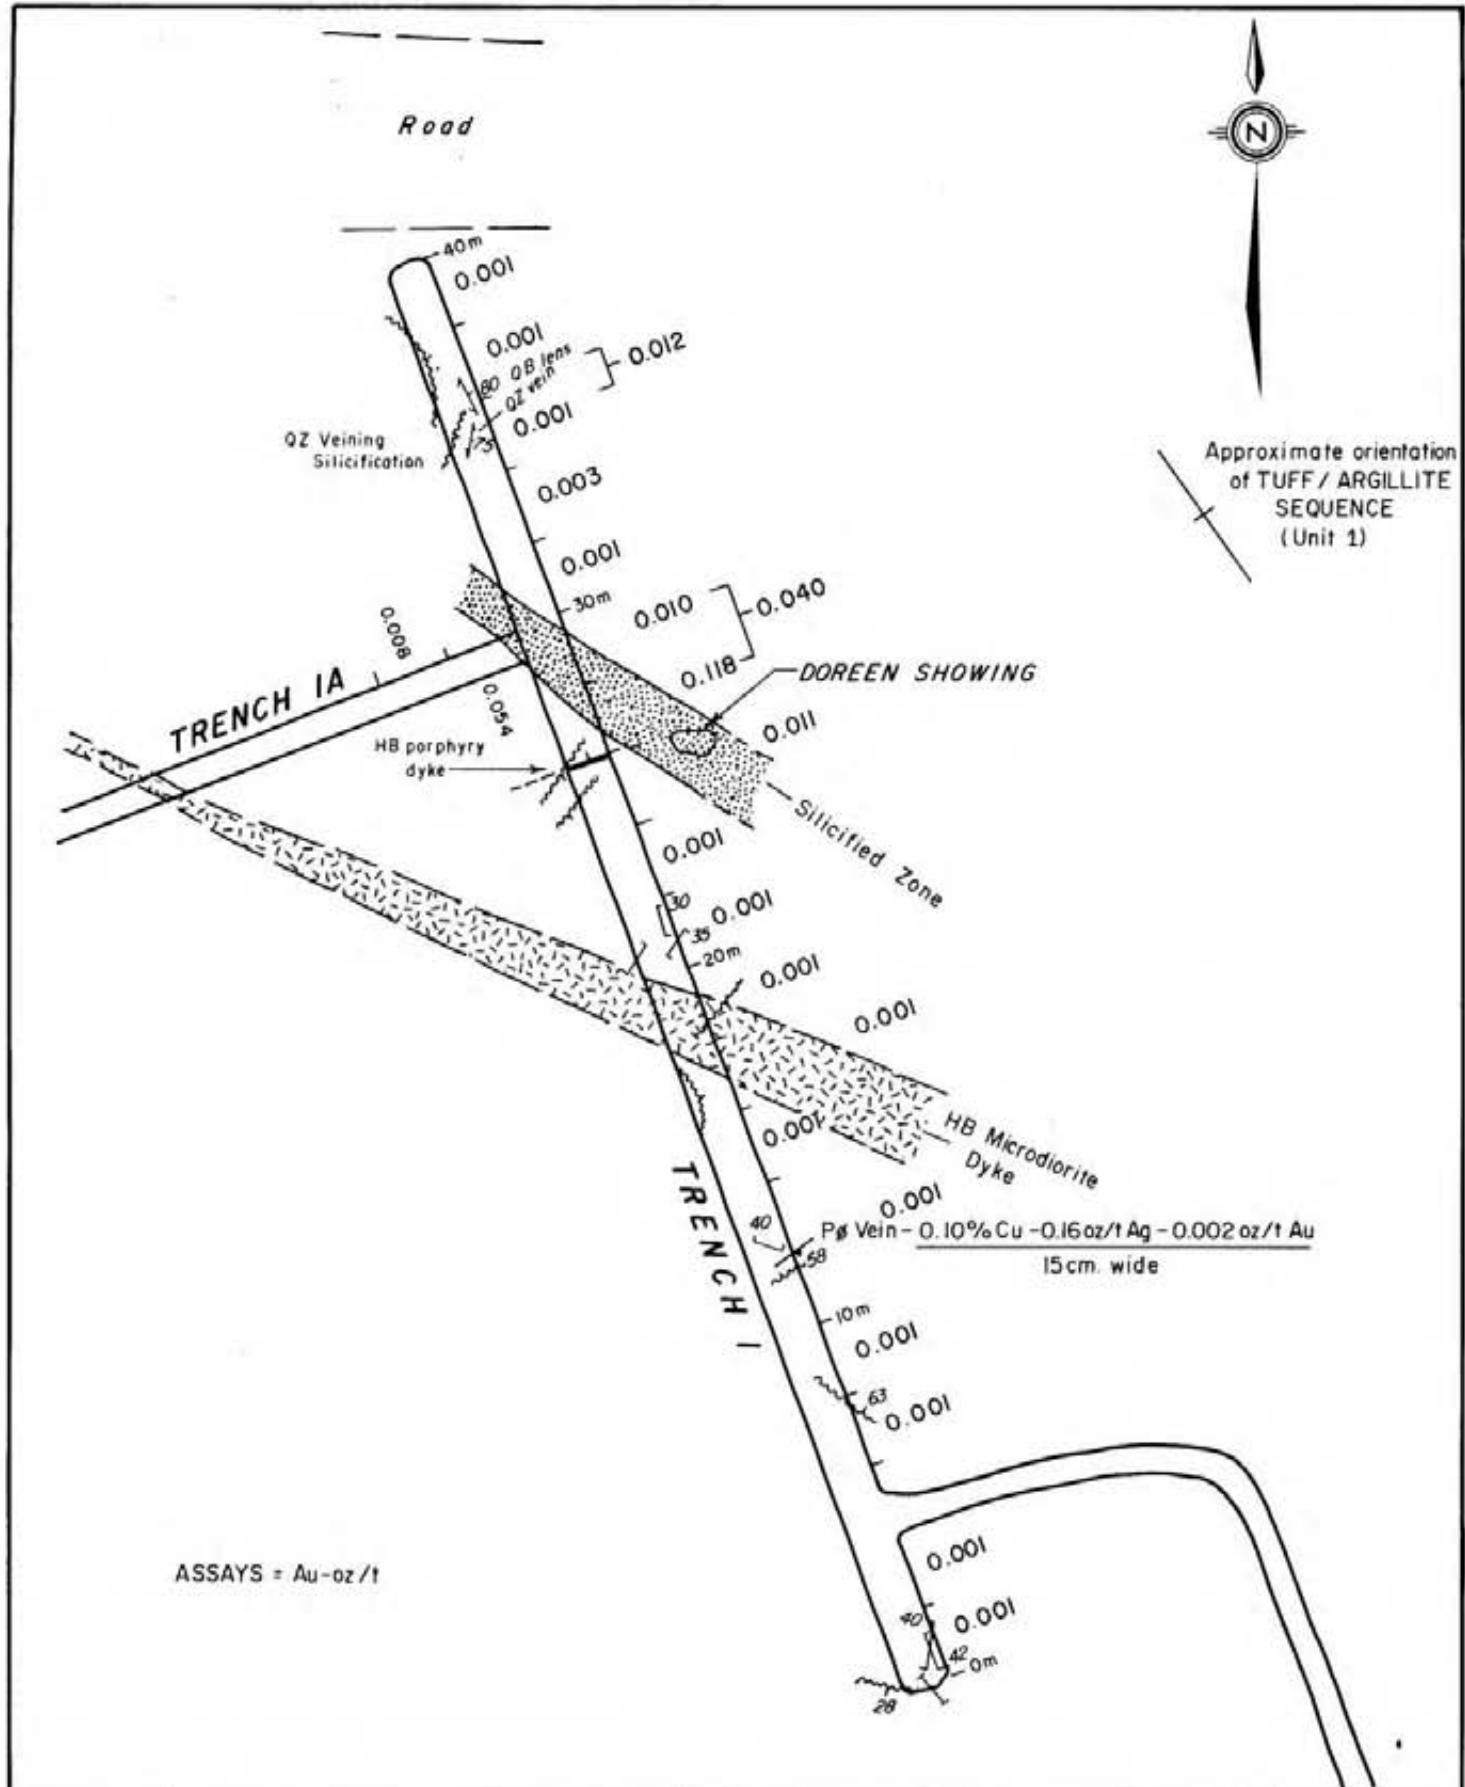 Road
N
40m
0.001
0.001
80 QB lens
0.012
QZ vein
0.001
75
QZ Veining
Silicification
Approximate orientation
of TUFF / ARGILLITE
SEQUENCE
(Unit 1)
0.003
0.001
30m
0.010
0.040
0.008
0.118
DOREEN SHOWING
TRENCH 1A
0.054
0.011
HB porphyry
dyke
Silicified Zone
0.001
30
0.001
35
20m
0.001
0.001
0.001
HB Microdiorite
Dyke
TRENCH 1
0.001
40
Pø Vein - 0.10% Cu - 0.16 oz/t Ag - 0.002 oz/t Au
58
15cm. wide
10m
0.001
63
0.001
0.001
ASSAYS = Au-oz/t
0.001
42
0m
28